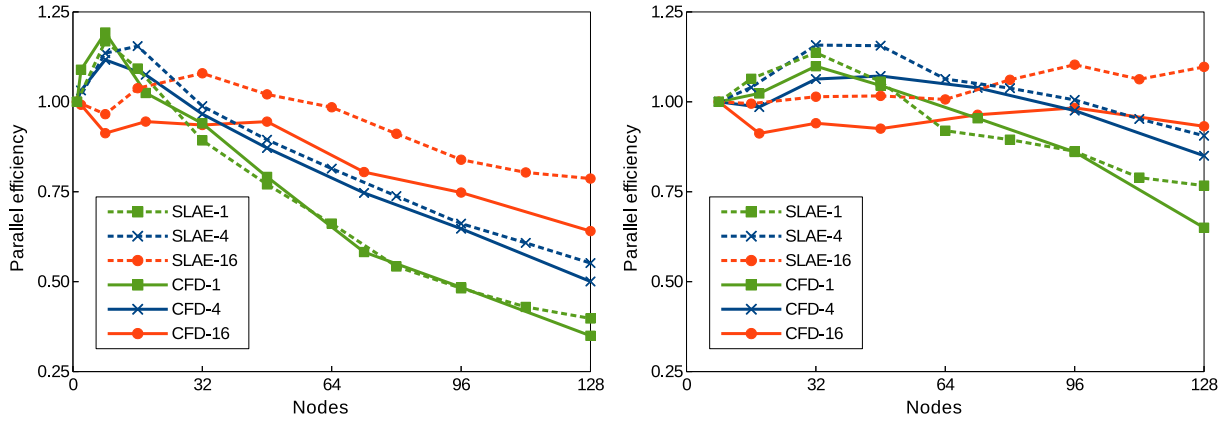 1.25
1.00
0.75
0.50
0.25
Parallel efficiency
SLAE-1
SLAE-4
SLAE-16
CFD-1
CFD-4
CFD-16
0 32 64 96 128
Nodes
1.25
1.00
0.75
0.50
0.25
Parallel efficiency
SLAE-1
SLAE-4
SLAE-16
CFD-1
CFD-4
CFD-16
0 32 64 96 128
Nodes